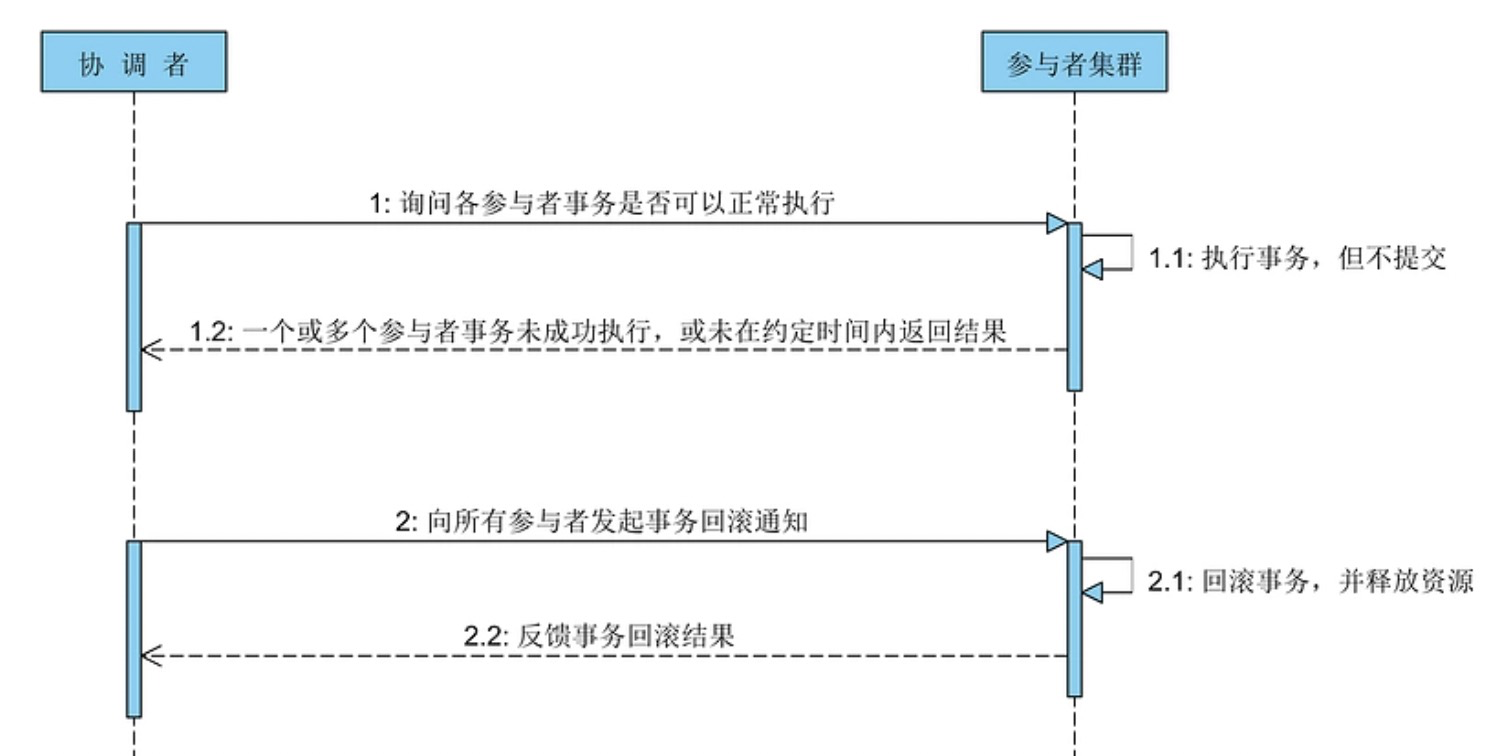 协 调 者
参与者集群
1: 询问各参与者事务是否可以正常执行
1.1: 执行事务，但不提交
1.2: 一个或多个参与者事务未成功执行，或未在约定时间内返回结果
2: 向所有参与者发起事务回滚通知
2.1: 回滚事务，并释放资源
2.2: 反馈事务回滚结果